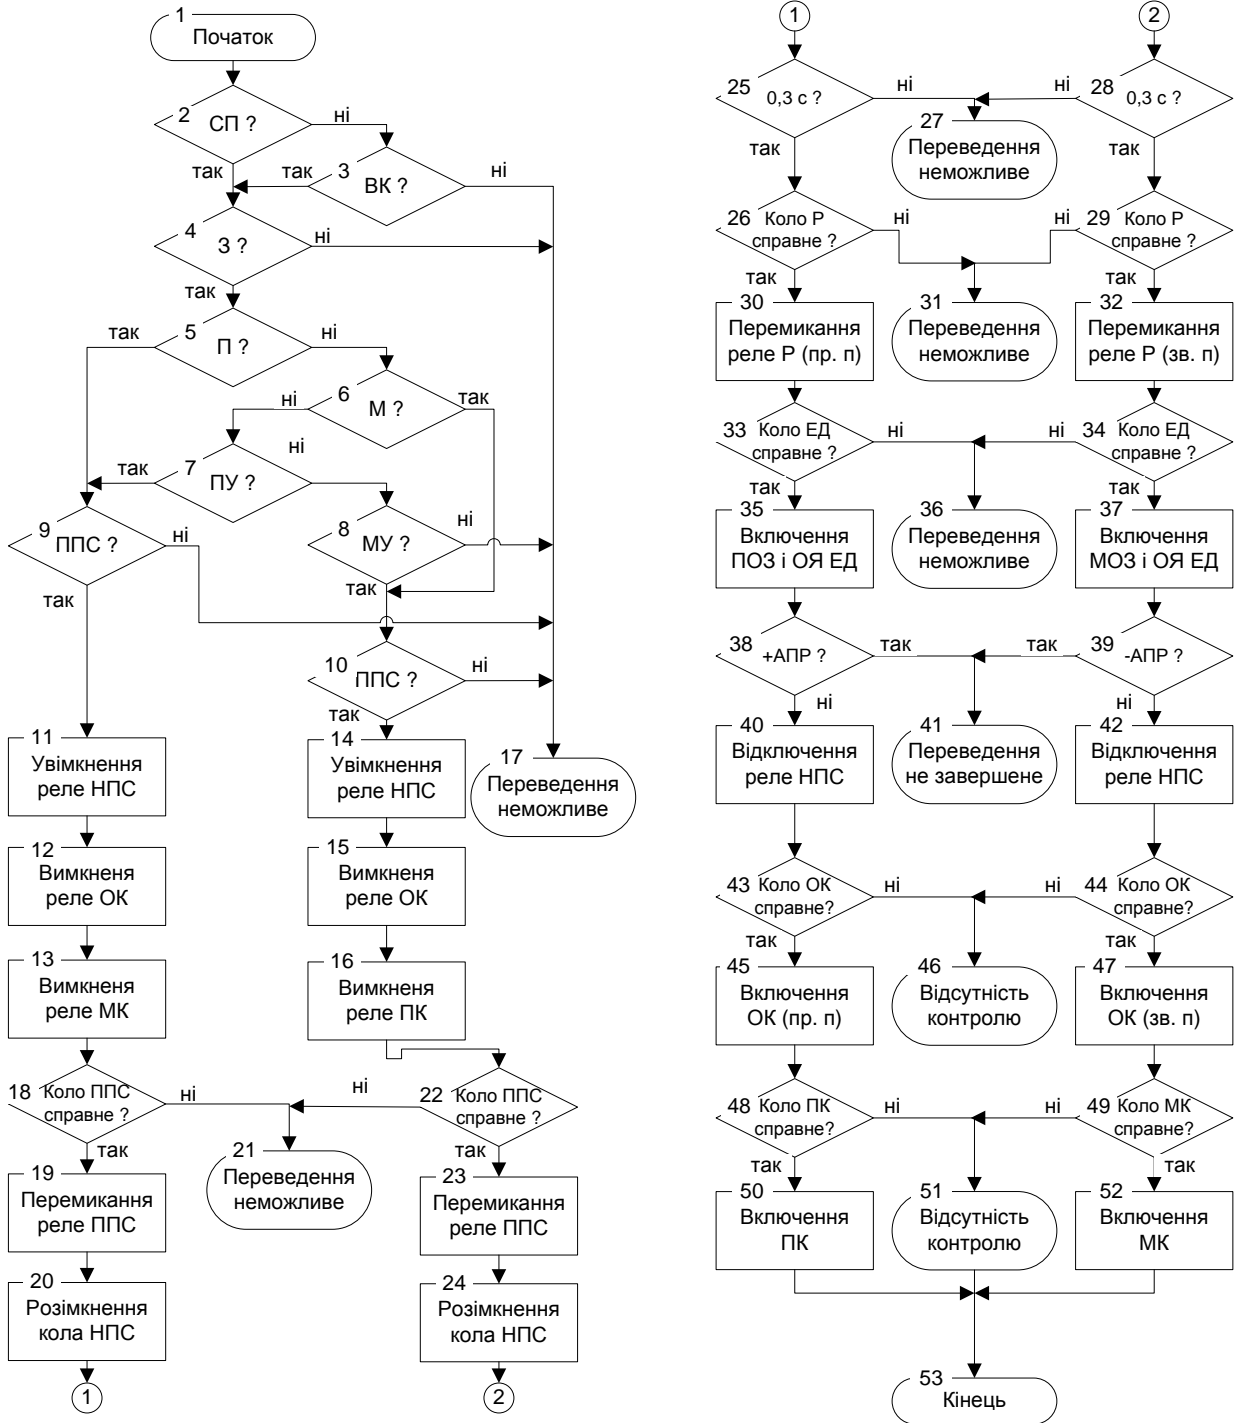 1
Початок
2
СП ?
ні
так
так
3
ВК ?
ні
4
З ?
ні
так
так
5
П ?
ні
ні
6
М ?
так
так
7
ПУ ?
ні
9
ППС ?
ні
8
МУ ?
ні
так
так
10
ППС ?
ні
так
11
Увімкнення
реле НПС
14
Увімкнення
реле НПС
17
Переведення
неможливе
12
Вимкненя
реле ОК
15
Вимкненя
реле ОК
13
Вимкненя
реле МК
16
Вимкненя
реле ПК
18
Коло ППС
справне ?
ні
ні
22
Коло ППС
справне ?
так
так
19
Перемикання
реле ППС
21
Переведення
неможливе
23
Перемикання
реле ППС
20
Розімкнення
кола НПС
24
Розімкнення
кола НПС
1
2
1
2
25
0,3 с ?
ні
ні
28
0,3 с ?
так
27
Переведення
неможливе
так
26
Коло Р
справне ?
ні
ні
29
Коло Р
справне ?
так
так
30
Перемикання
реле Р (пр. п)
31
Переведення
неможливе
32
Перемикання
реле Р (зв. п)
33
Коло ЕД
справне ?
ні
ні
34
Коло ЕД
справне ?
так
так
35
Включення
ПОЗ і ОЯ ЕД
36
Переведення
неможливе
37
Включення
МОЗ і ОЯ ЕД
38
+АПР ?
так
так
39
-АПР ?
ні
ні
40
Відключення
реле НПС
41
Переведення
не завершене
42
Відключення
реле НПС
43
Коло ОК
справне?
ні
ні
44
Коло ОК
справне?
так
так
45
Включення
ОК (пр. п)
46
Відсутність
контролю
47
Включення
ОК (зв. п)
48
Коло ПК
справне?
ні
ні
49
Коло МК
справне?
так
так
50
Включення
ПК
51
Відсутність
контролю
52
Включення
МК
53
Кінець